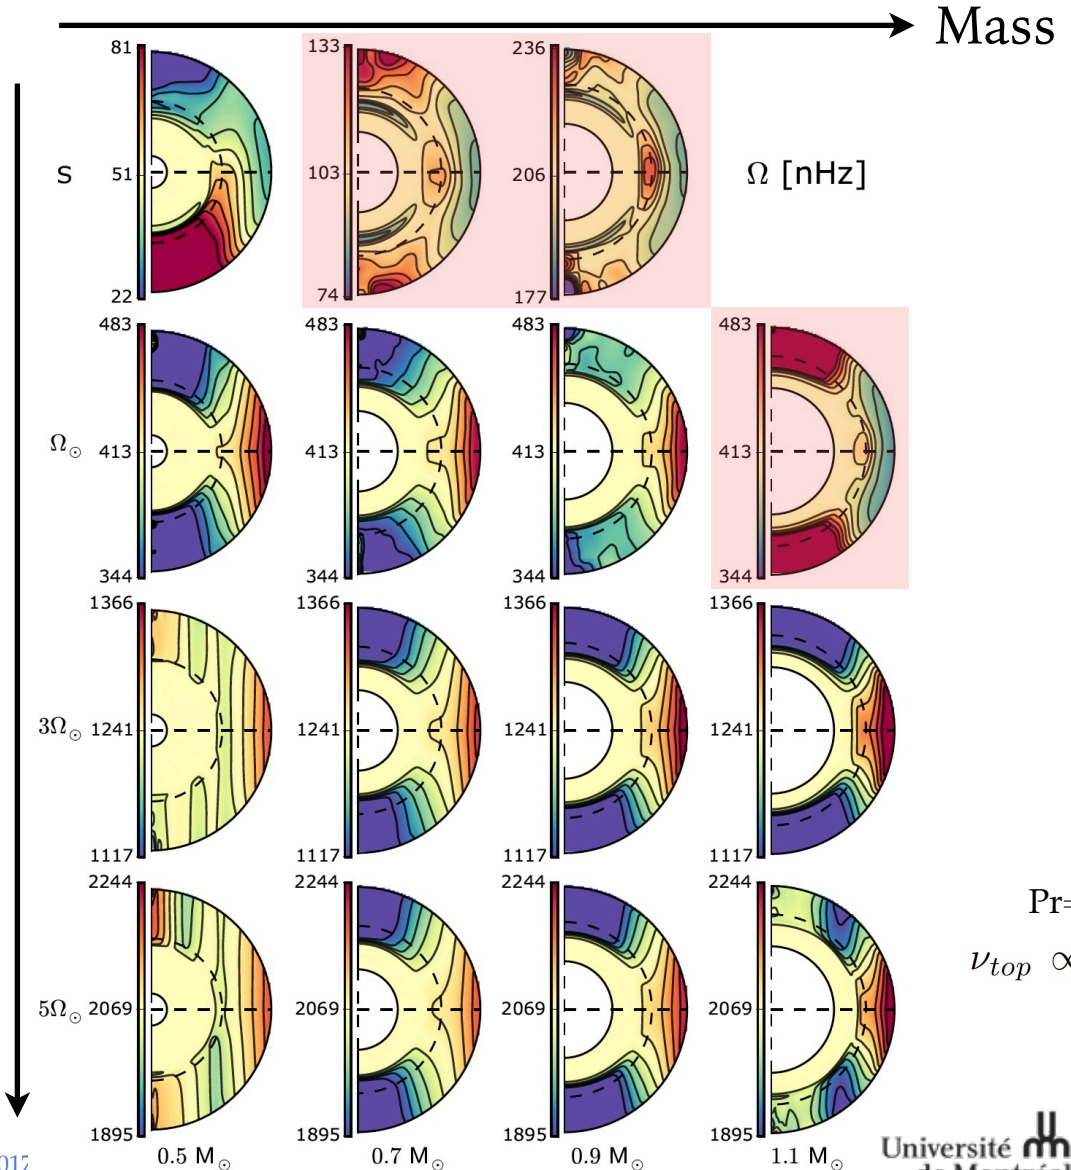 Mass
81 133 236
S 51 103 206 Ω [nHz]
22 74 177
483 483 483 483
Ω☉ 413 413 413 413
344 344 344 344
1366 1366 1366 1366
3Ω☉ 1241 1241 1241 1241
1117 1117 1117 1117
2244 2244 2244 2244
Pr=
ν_top ∝
5Ω☉ 2069 2069 2069 2069
1895 1895 1895 1895
0.5 M☉ 0.7 M☉ 0.9 M☉ 1.1 M☉
Université
de Montréal